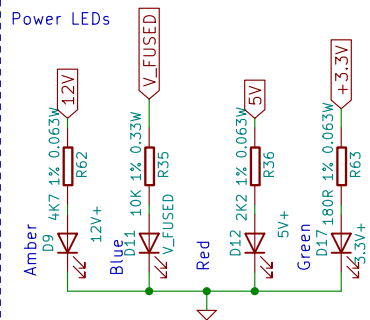 Power LEDs
12V
V_FUSED
5V
+3.3V
4K7 1% 0.063W
R62
10K 1% 0.33W
R35
2K2 1% 0.063W
R36
180R 1% 0.063W
R63
Amber
D9
12V+
Blue
D11
V_FUSED
Red
D12
5V+
Green
D17
3.3V+